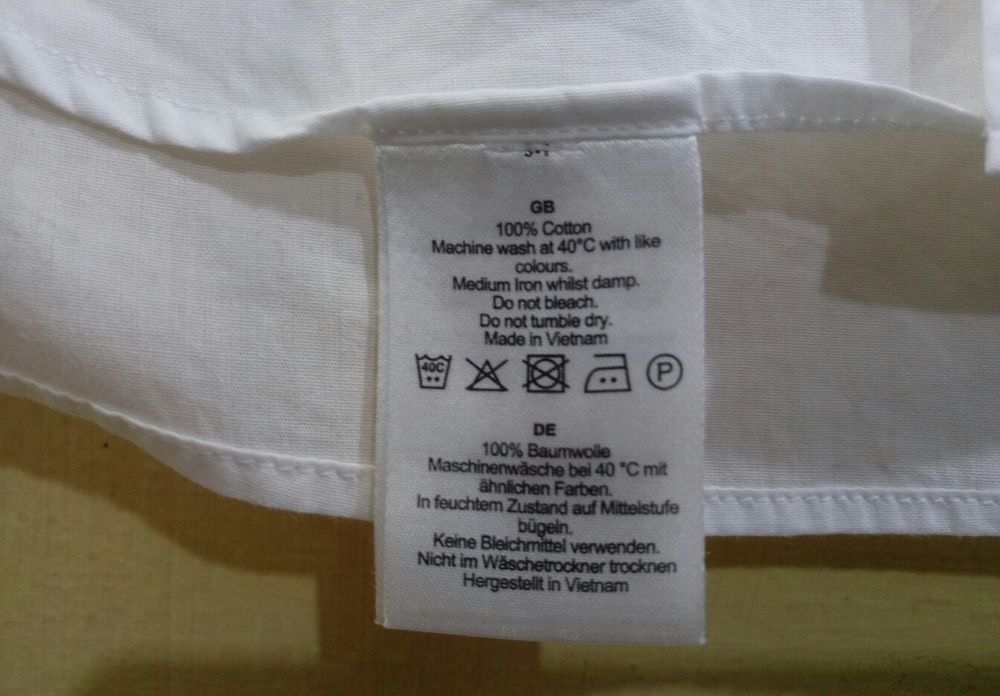 GB
100% Cotton
Machine wash at 40°C with like
colours.
Medium Iron whilst damp.
Do not bleach.
Do not tumble dry.
Made in Vietnam
40C P
DE
100% Baumwolle
Maschinenwäsche bei 40 °C mit
ähnlichen Farben.
In feuchtem Zustand auf Mittelstufe
bügeln.
Keine Bleichmittel verwenden.
Nicht im Wäschetrockner trocknen
Hergestellt in Vietnam